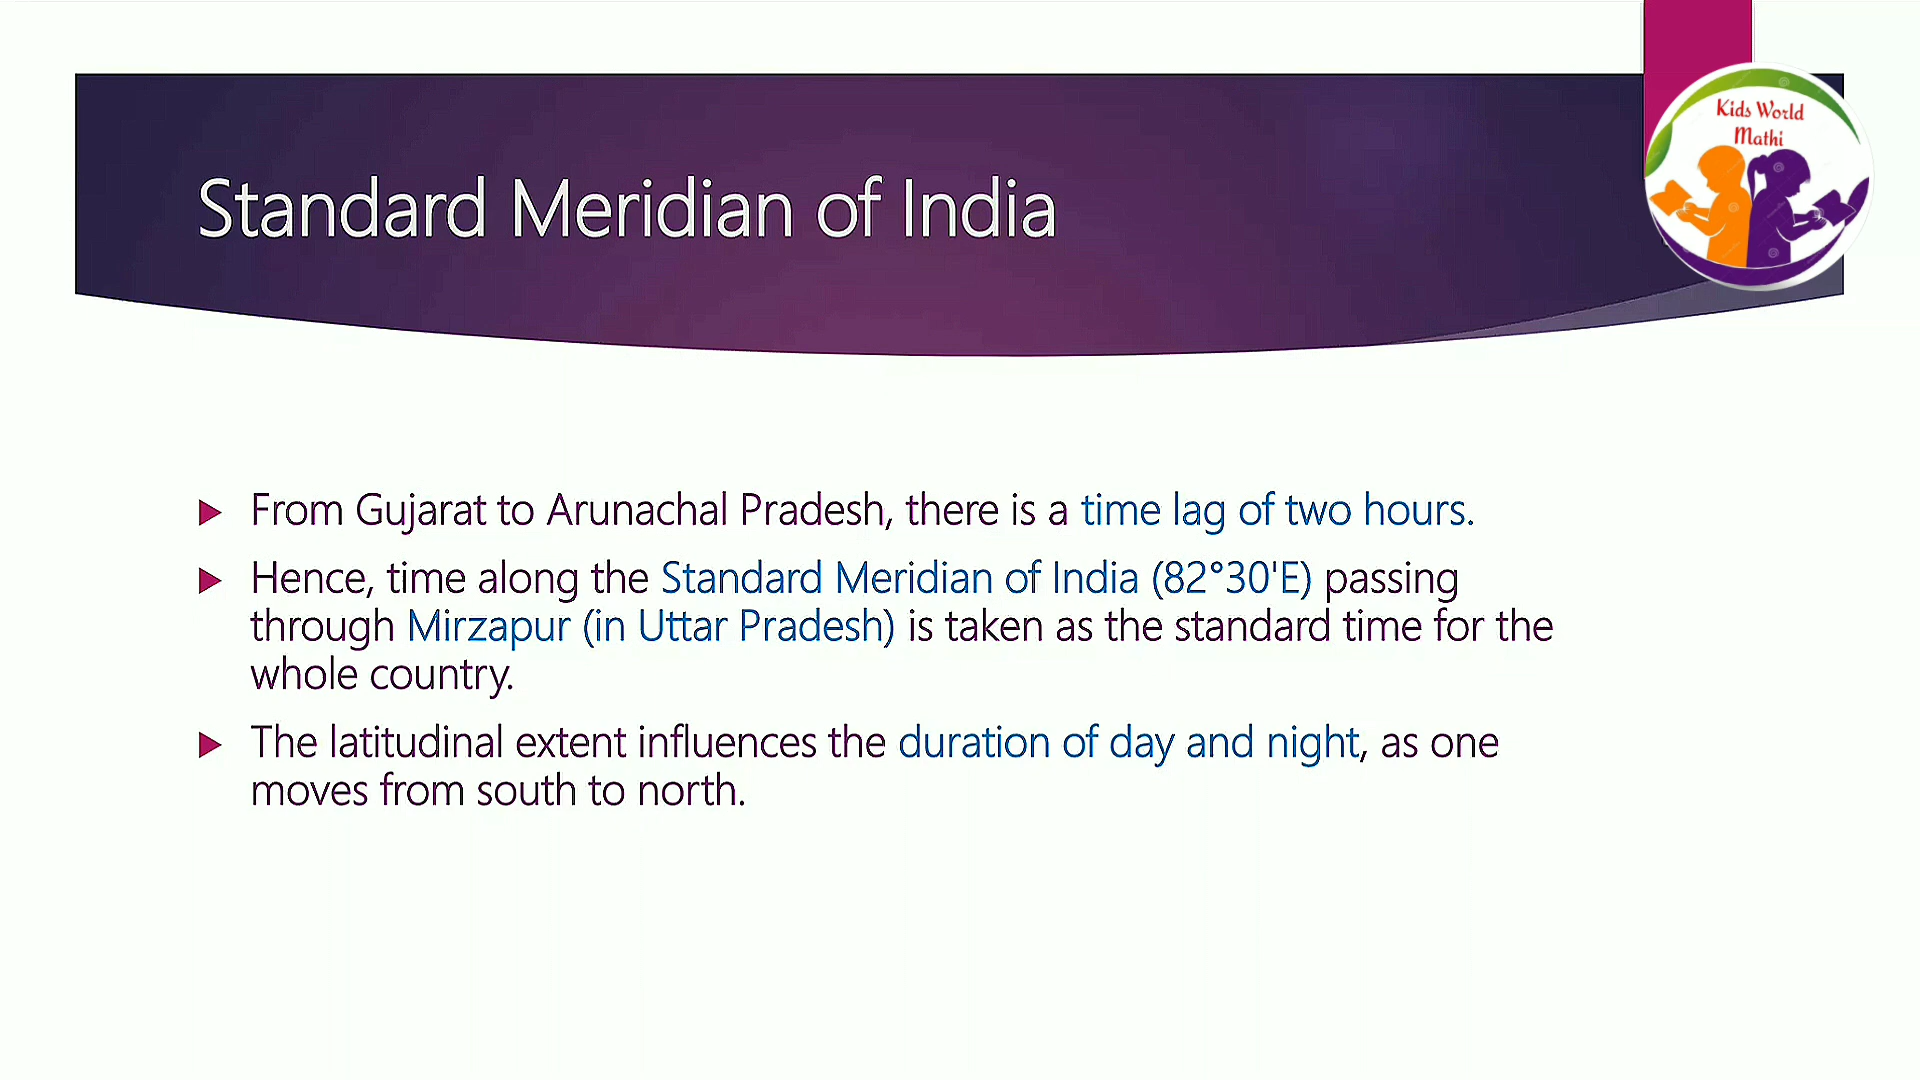 Kids World
Mathi
Standard Meridian of India
From Gujarat to Arunachal Pradesh, there is a time lag of two hours.
Hence, time along the Standard Meridian of India (82°30'E) passing
through Mirzapur (in Uttar Pradesh) is taken as the standard time for the
whole country.
The latitudinal extent influences the duration of day and night, as one
moves from south to north.